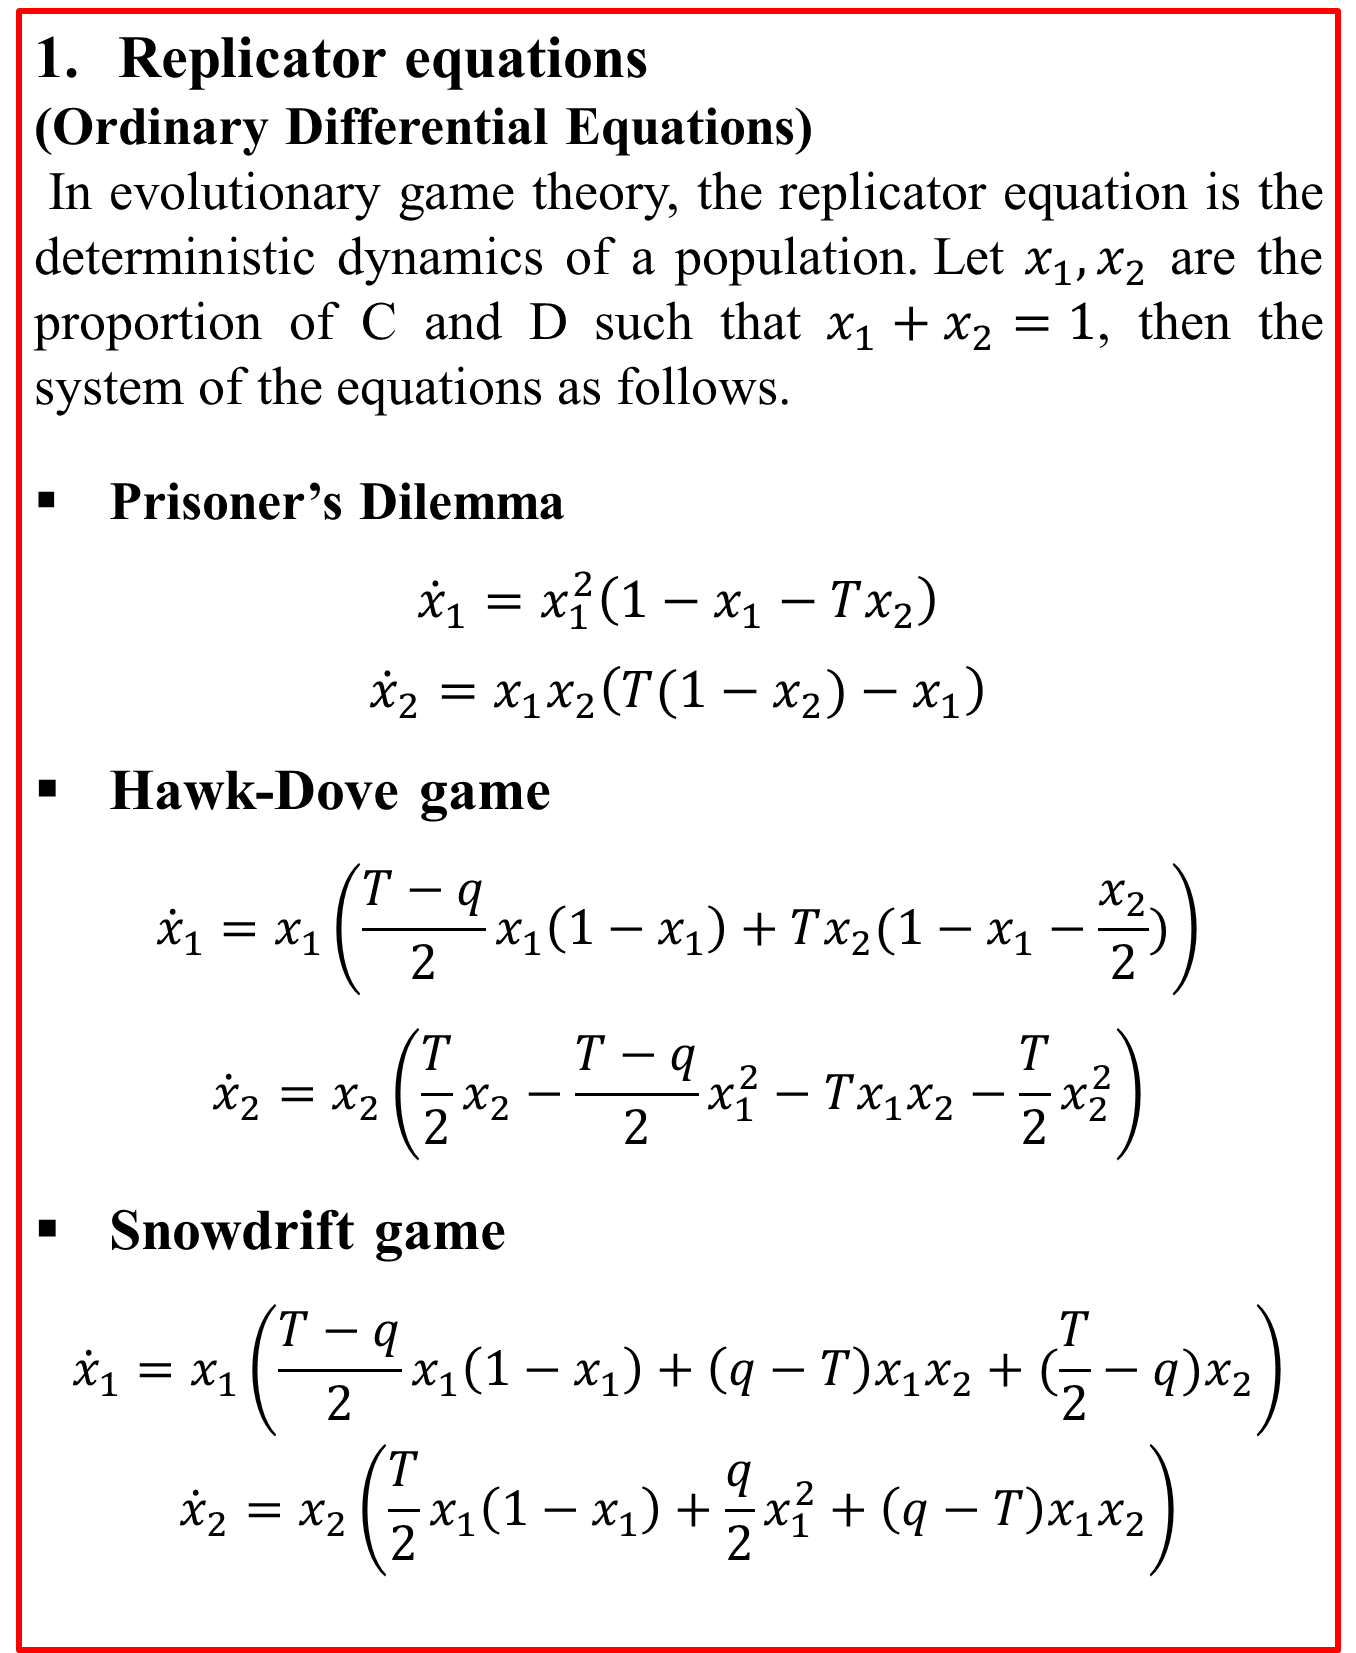 1. Replicator equations
(Ordinary Differential Equations)
In evolutionary game theory, the replicator equation is the
deterministic dynamics of a population. Let x₁, x₂ are the
proportion of C and D such that x₁ + x₂ = 1, then the
system of the equations as follows.
▪ Prisoner’s Dilemma
ẋ₁ = x₁²(1 − x₁ − Tx₂)
ẋ₂ = x₁x₂(T(1 − x₂) − x₁)
▪ Hawk-Dove game
ẋ₁ = x₁((T − q)/2 x₁(1 − x₁) + Tx₂(1 − x₁ − x₂/2))
ẋ₂ = x₂(T/2 x₂ − (T − q)/2 x₁² − Tx₁x₂ − T/2 x₂²)
▪ Snowdrift game
ẋ₁ = x₁((T − q)/2 x₁(1 − x₁) + (q − T)x₁x₂ + (T/2 − q)x₂)
ẋ₂ = x₂(T/2 x₁(1 − x₁) + q/2 x₁² + (q − T)x₁x₂)